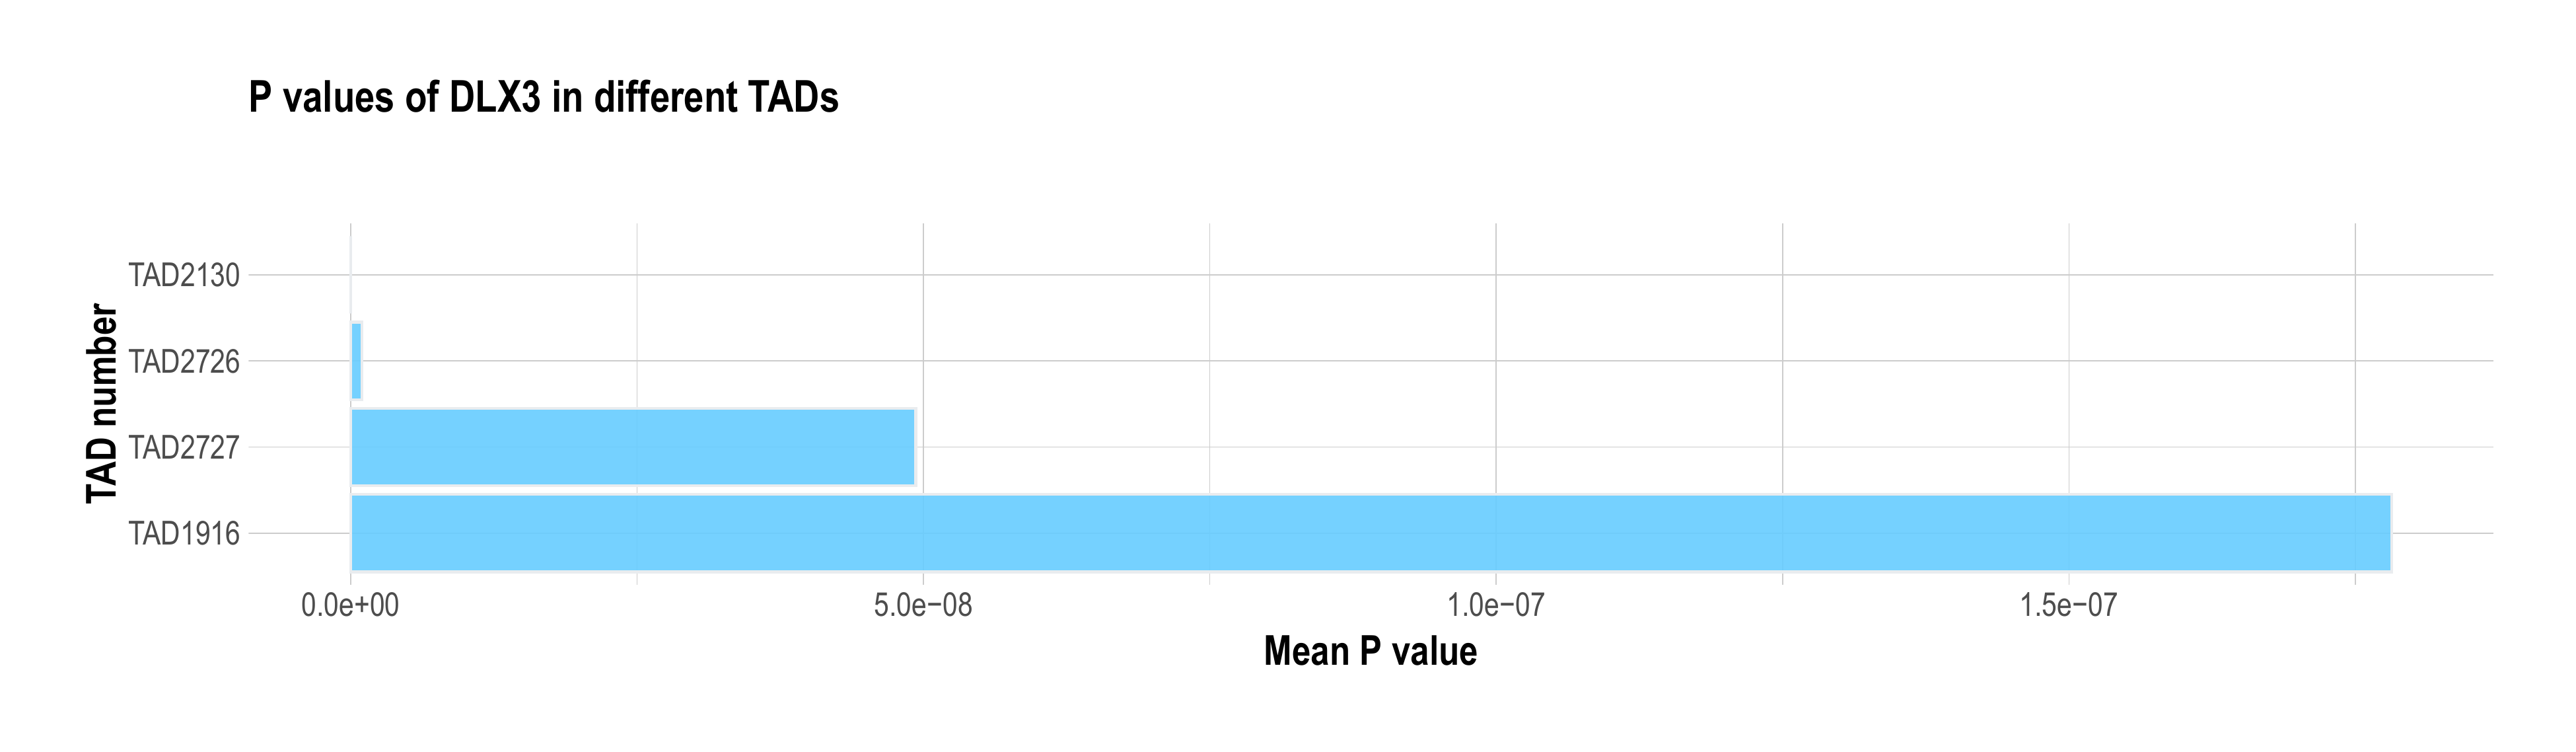 P values of DLX3 in different TADs
TAD number
TAD2130
TAD2726
TAD2727
TAD1916
0.0e+00 5.0e−08 1.0e−07 1.5e−07
Mean P value